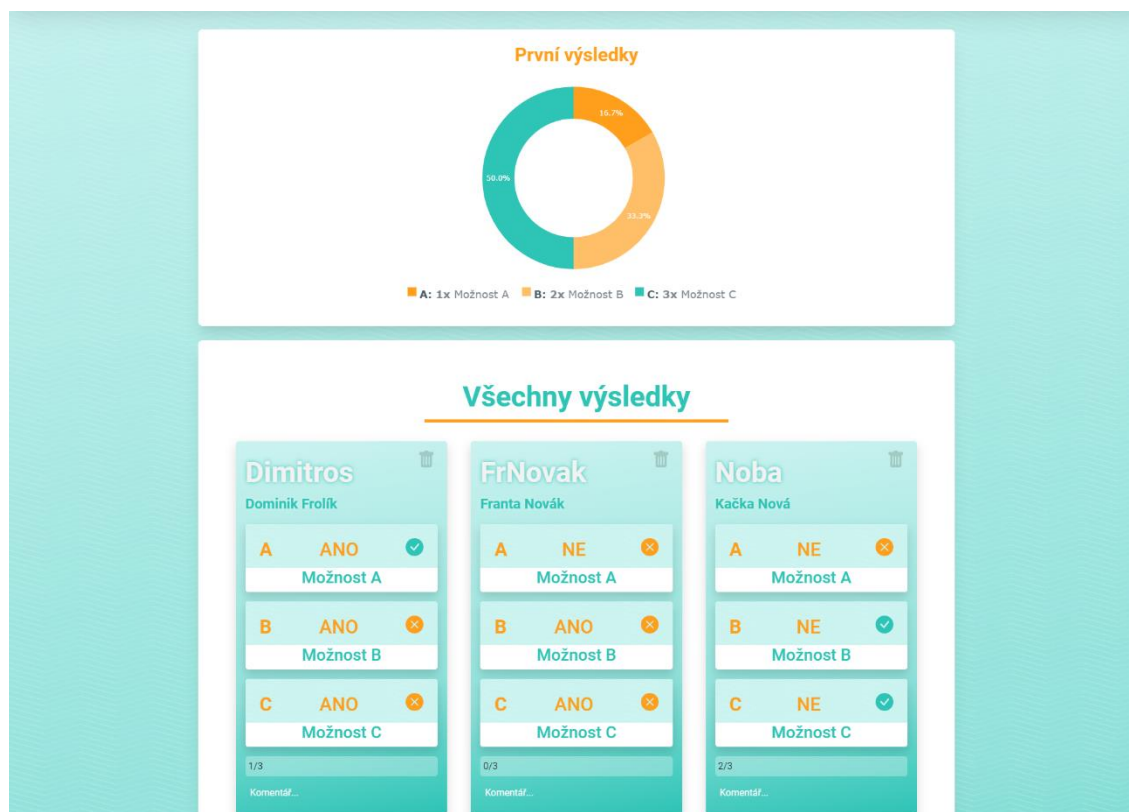 První výsledky
16.7%
50.0%
33.3%
A: 1x Možnost A B: 2x Možnost B C: 3x Možnost C
Všechny výsledky
Dimitros
Dominik Frolík
A ANO
Možnost A
B ANO
Možnost B
C ANO
Možnost C
1/3
Komentář...
FrNovak
Franta Novák
A NE
Možnost A
B ANO
Možnost B
C ANO
Možnost C
0/3
Komentář...
Noba
Kačka Nová
A NE
Možnost A
B NE
Možnost B
C NE
Možnost C
2/3
Komentář...